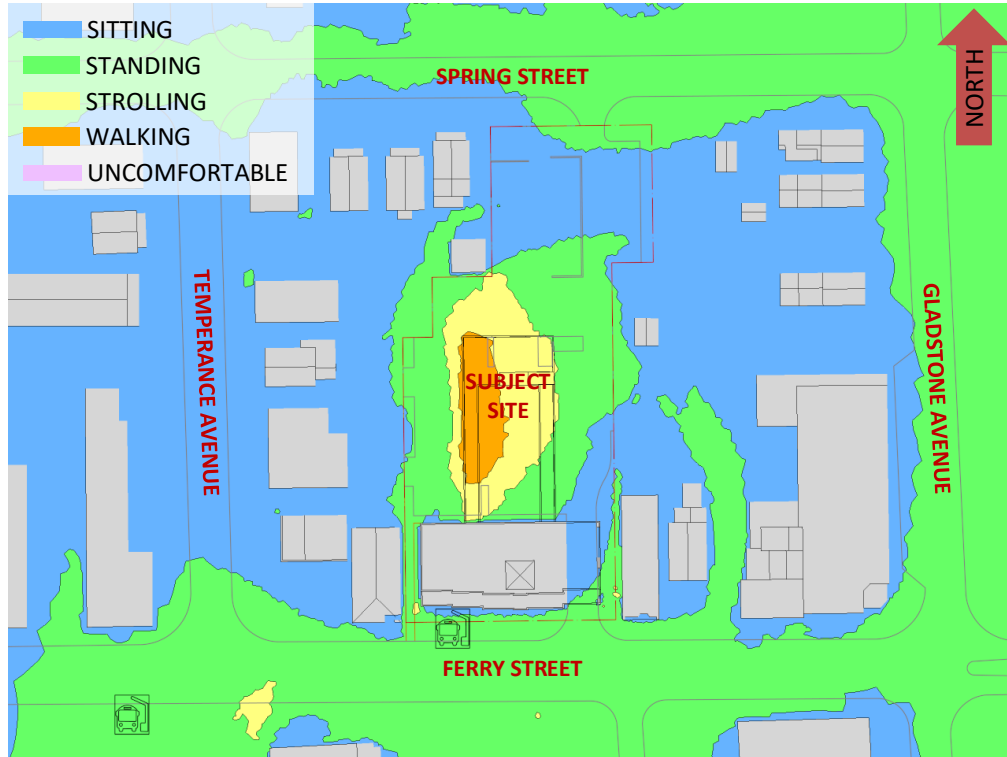 SITTING
STANDING
STROLLING
WALKING
UNCOMFORTABLE
NORTH
SPRING STREET
TEMPERANCE AVENUE
GLADSTONE AVENUE
SUBJECT
SITE
FERRY STREET